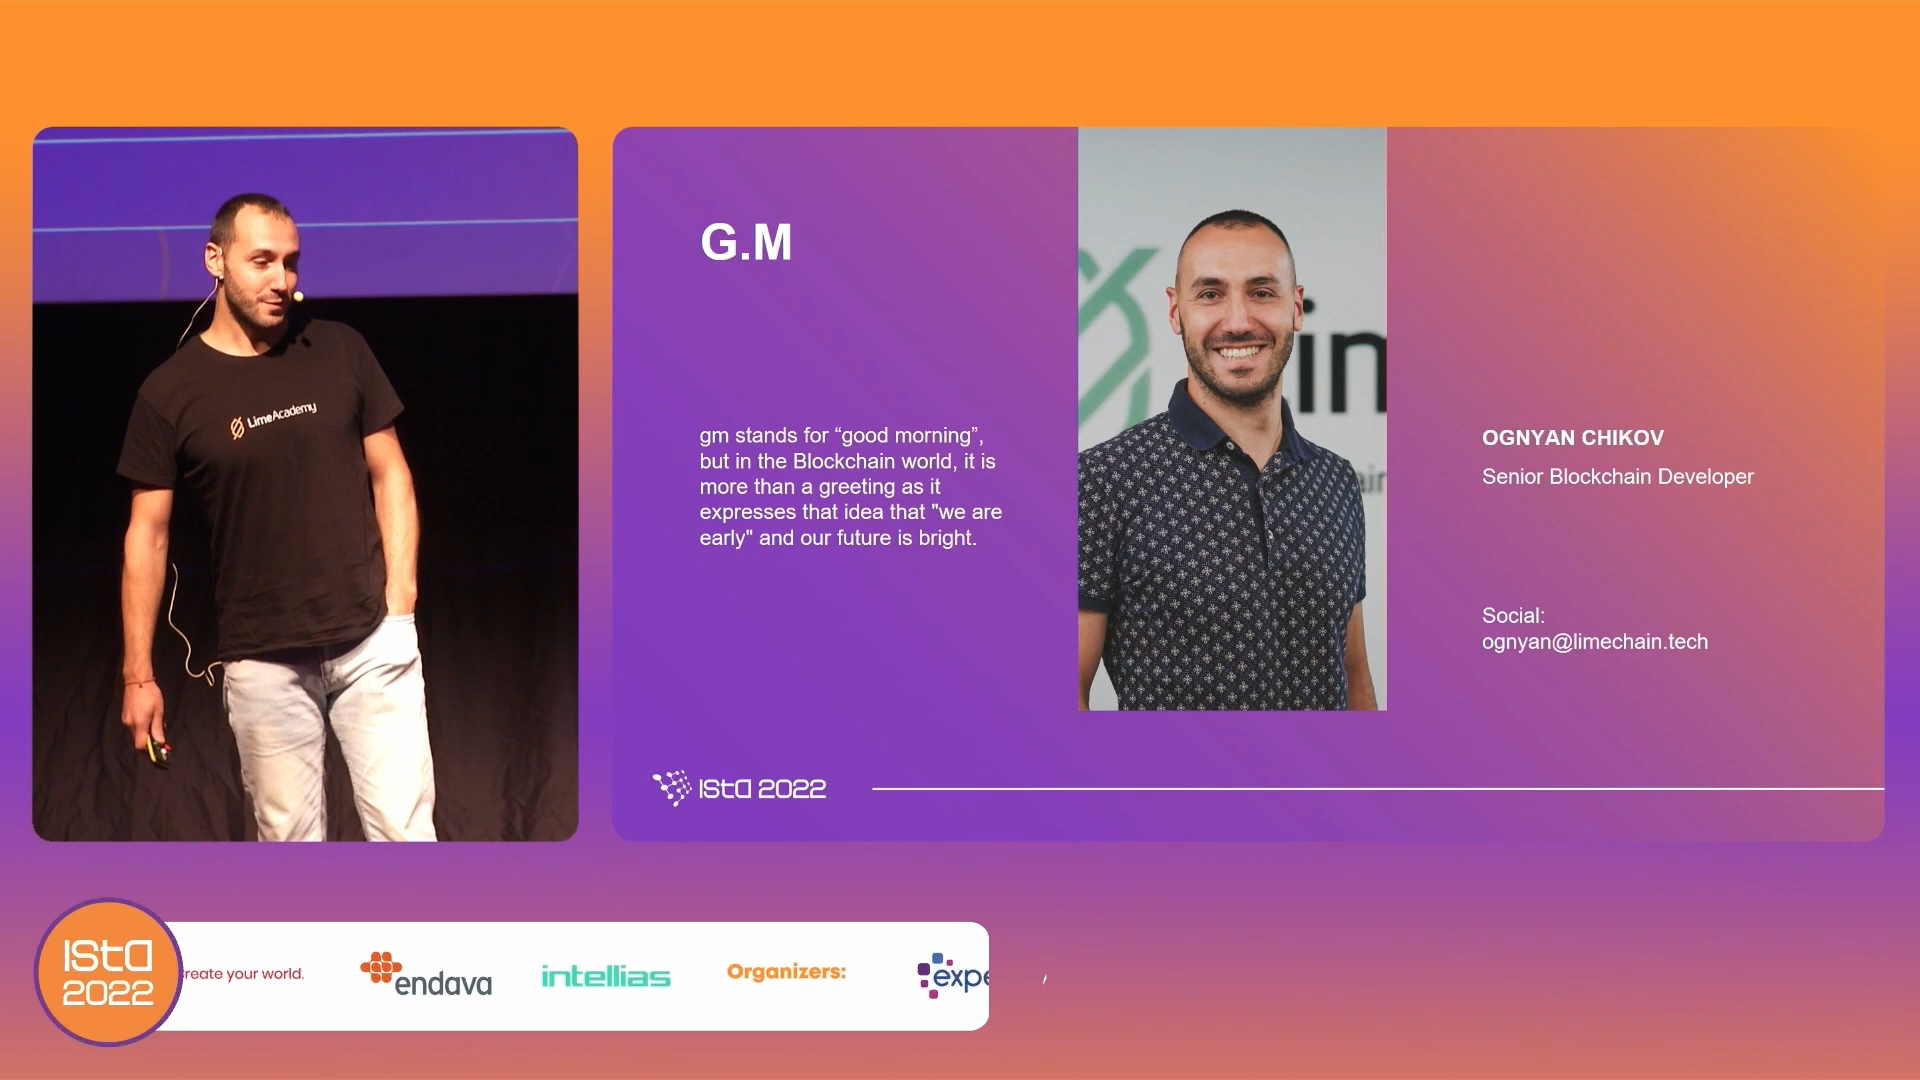 LimeAcademy
G.M
gm stands for “good morning”,
but in the Blockchain world, it is
more than a greeting as it
expresses that idea that "we are
early" and our future is bright.
OGNYAN CHIKOV
Senior Blockchain Developer
Social:
ognyan@limechain.tech
ISTA 2022
ISTA
2022
reate your world.
endava
intellias
Organizers:
expe